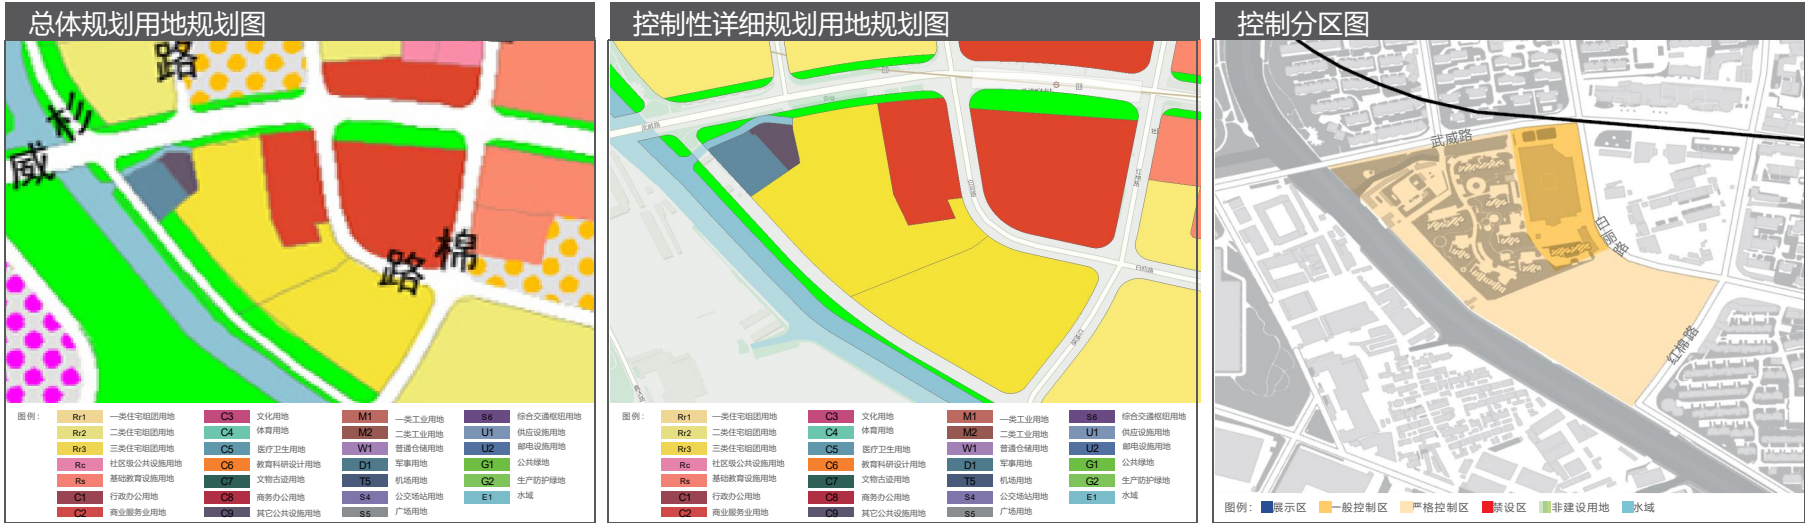 总体规划用地规划图
控制性详细规划用地规划图
控制分区图
路
杉
威
棉
路
武威路
红棉路
白丽路
武威路
白丽路
红棉路
图例：
Rr1 一类住宅组团用地
Rr2 二类住宅组团用地
Rr3 三类住宅组团用地
Rc 社区级公共设施用地
Rs 基础教育设施用地
C1 行政办公用地
C2 商业服务业用地
C3 文化用地
C4 体育用地
C5 医疗卫生用地
C6 教育科研设计用地
C7 文物古迹用地
C8 商务办公用地
C9 其它公共设施用地
M1 一类工业用地
M2 二类工业用地
W1 普通仓储用地
D1 军事用地
T5 机场用地
S4 公交场站用地
S5 广场用地
S6 综合交通枢纽用地
U1 供应设施用地
U2 邮电设施用地
G1 公共绿地
G2 生产防护绿地
E1 水域
图例：
Rr1 一类住宅组团用地
Rr2 二类住宅组团用地
Rr3 三类住宅组团用地
Rc 社区级公共设施用地
Rs 基础教育设施用地
C1 行政办公用地
C2 商业服务业用地
C3 文化用地
C4 体育用地
C5 医疗卫生用地
C6 教育科研设计用地
C7 文物古迹用地
C8 商务办公用地
C9 其它公共设施用地
M1 一类工业用地
M2 二类工业用地
W1 普通仓储用地
D1 军事用地
T5 机场用地
S4 公交场站用地
S5 广场用地
S6 综合交通枢纽用地
U1 供应设施用地
U2 邮电设施用地
G1 公共绿地
G2 生产防护绿地
E1 水域
图例： 展示区 一般控制区 严格控制区 禁设区 非建设用地 水域